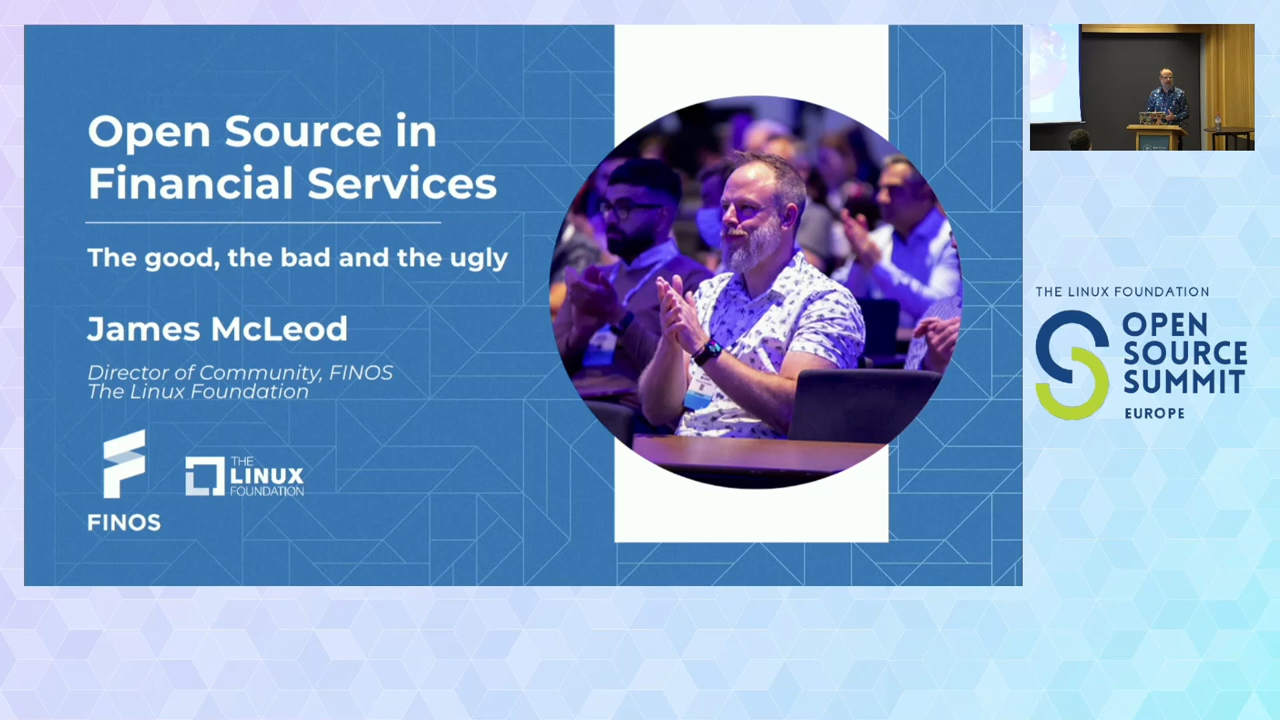 Open Source in
Financial Services
The good, the bad and the ugly
James McLeod
Director of Community, FINOS
The Linux Foundation
FINOS
THE
LINUX
FOUNDATION
THE LINUX FOUNDATION
OPEN
SOURCE
SUMMIT
EUROPE